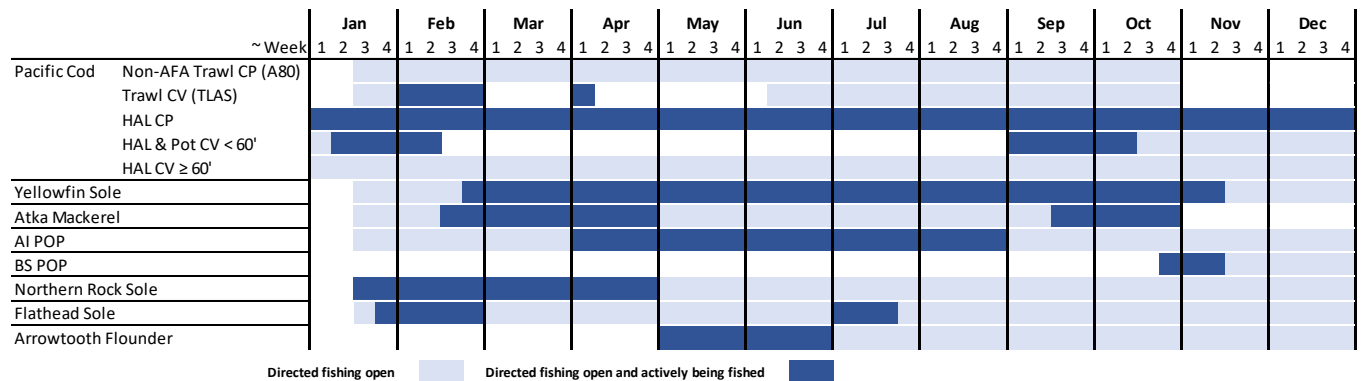 Jan Feb Mar Apr May Jun Jul Aug Sep Oct Nov Dec
~ Week 1 2 3 4 1 2 3 4 1 2 3 4 1 2 3 4 1 2 3 4 1 2 3 4 1 2 3 4 1 2 3 4 1 2 3 4 1 2 3 4 1 2 3 4 1 2 3 4
Pacific Cod Non-AFA Trawl CP (A80)
Trawl CV (TLAS)
HAL CP
HAL & Pot CV < 60'
HAL CV ≥ 60'
Yellowfin Sole
Atka Mackerel
AI POP
BS POP
Northern Rock Sole
Flathead Sole
Arrowtooth Flounder
Directed fishing open Directed fishing open and actively being fished